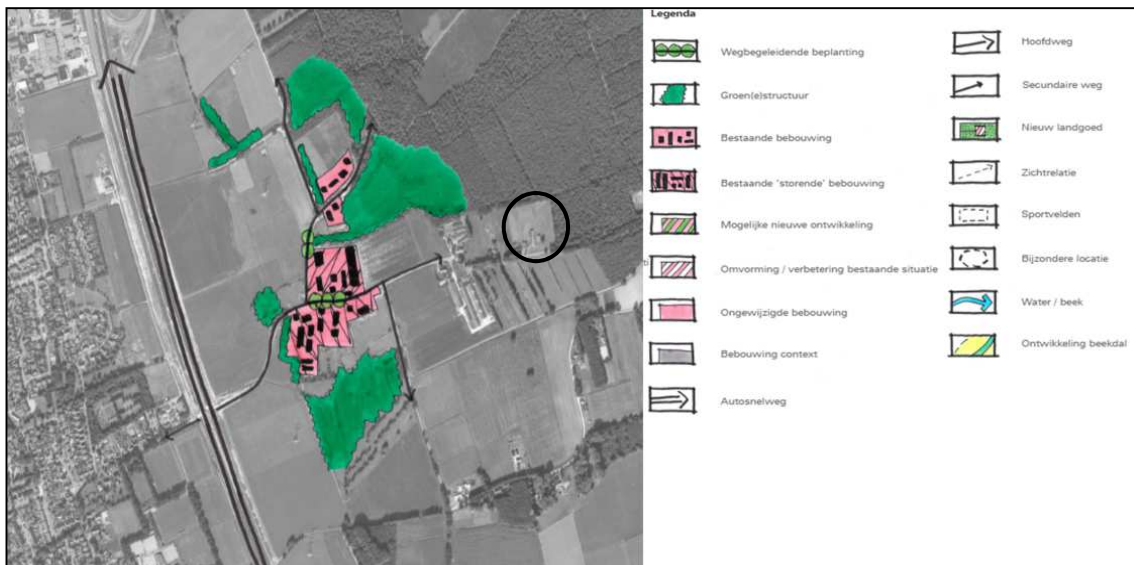 Legenda
Wegbegeleidende beplanting
Groen(e)structuur
Bestaande bebouwing
Bestaande 'storende' bebouwing
Mogelijke nieuwe ontwikkeling
Omvorming / verbetering bestaande situatie
Ongewijzigde bebouwing
Bebouwing context
Autosnelweg
Hoofdweg
Secundaire weg
Nieuw landgoed
Zichtrelatie
Sportvelden
Bijzondere locatie
Water / beek
Ontwikkeling beekdal